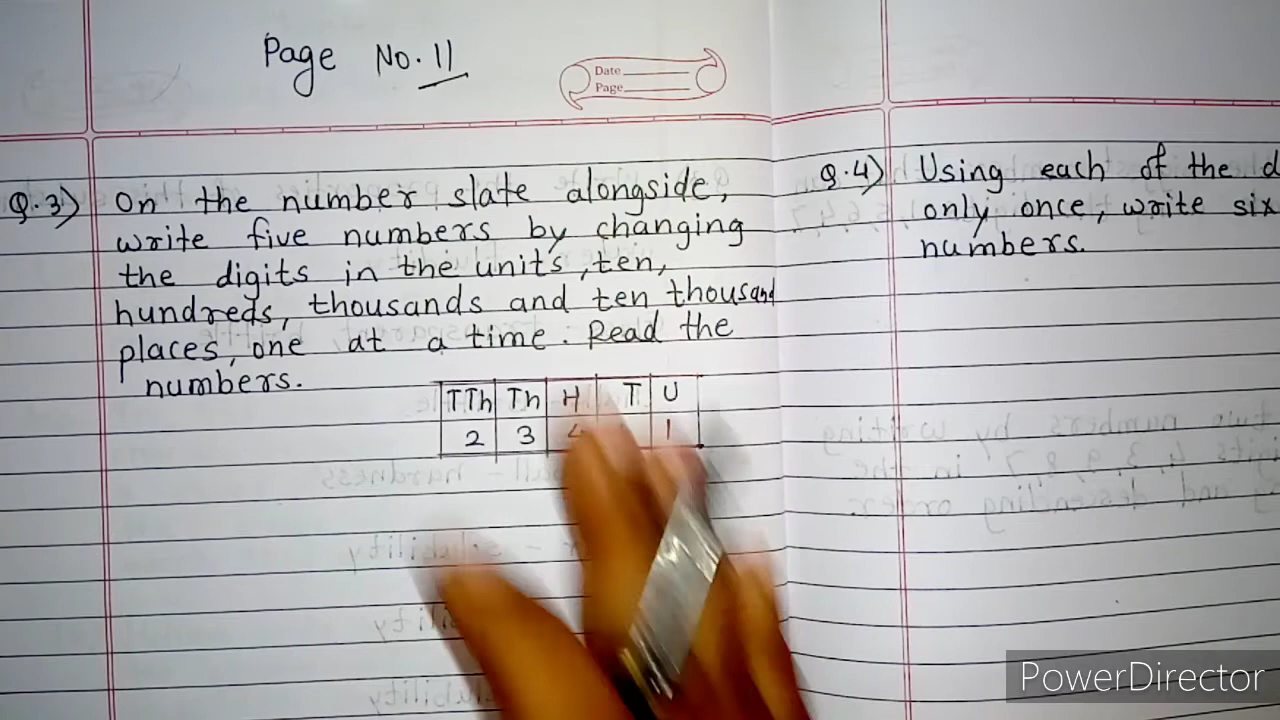 Page No. 11
Date
Page
Q.3) On the number slate alongside,
write five numbers by changing
the digits in the units, ten,
hundreds, thousands and ten thousand
places, one at a time. Read the
numbers.
TTh Th H T U
2 3 4 1
Q.4) Using each of the d
only once, write six
numbers.
PowerDirector